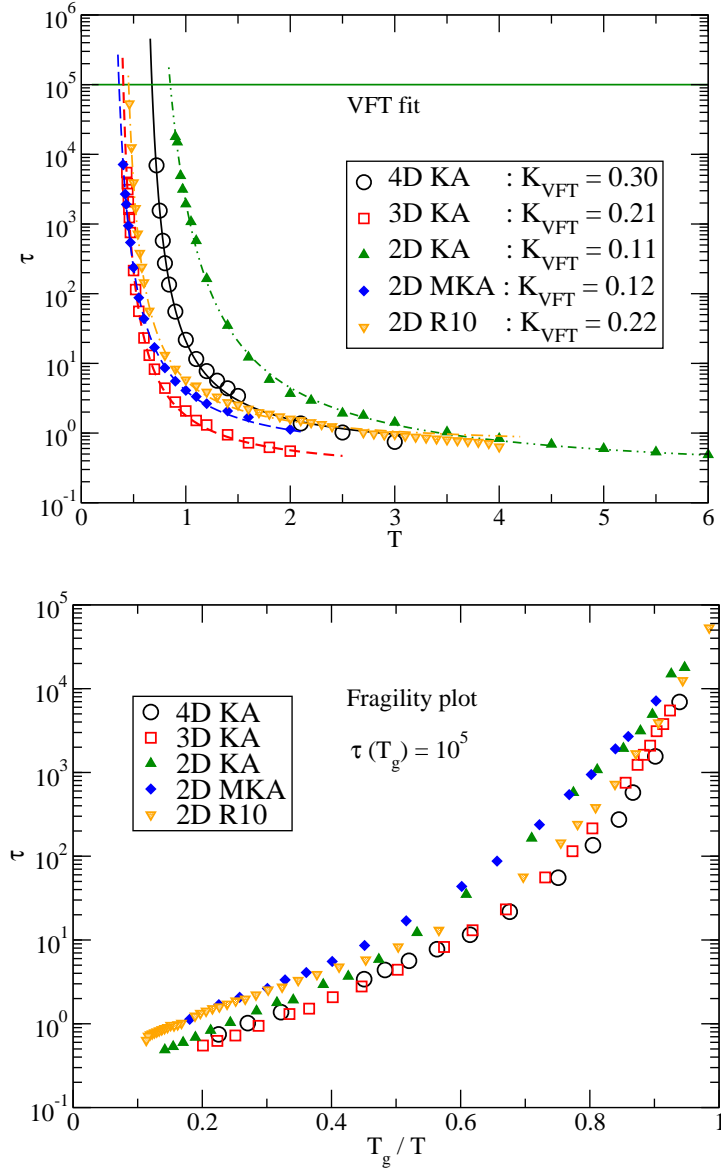 10^6
10^5
10^4
10^3
10^2
10^1
10^0
10^-1
τ
VFT fit
4D KA : K_VFT = 0.30
3D KA : K_VFT = 0.21
2D KA : K_VFT = 0.11
2D MKA : K_VFT = 0.12
2D R10 : K_VFT = 0.22
0 1 2 3 4 5 6
T
10^5
10^4
10^3
10^2
10^1
10^0
10^-1
τ
4D KA
3D KA
2D KA
2D MKA
2D R10
Fragility plot
τ (T_g) = 10^5
0.2 0.4 0.6 0.8 1
T_g / T